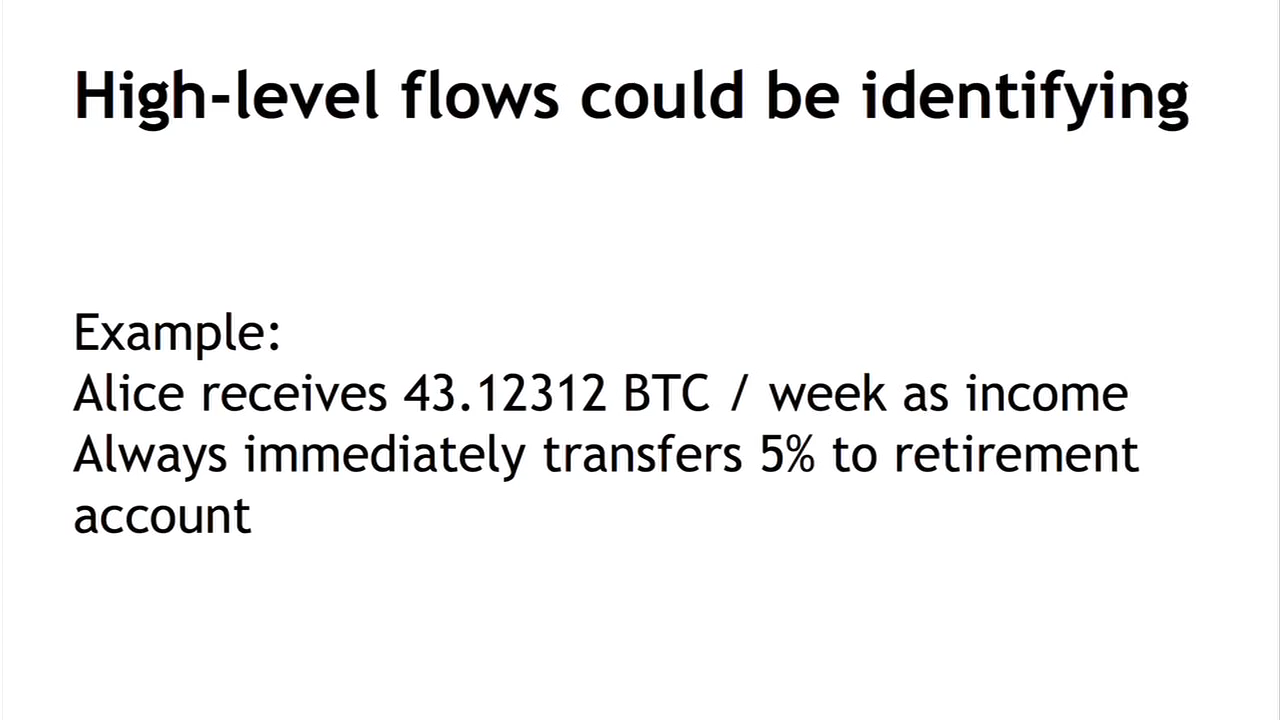 High-level flows could be identifying
Example:
Alice receives 43.12312 BTC / week as income
Always immediately transfers 5% to retirement
account